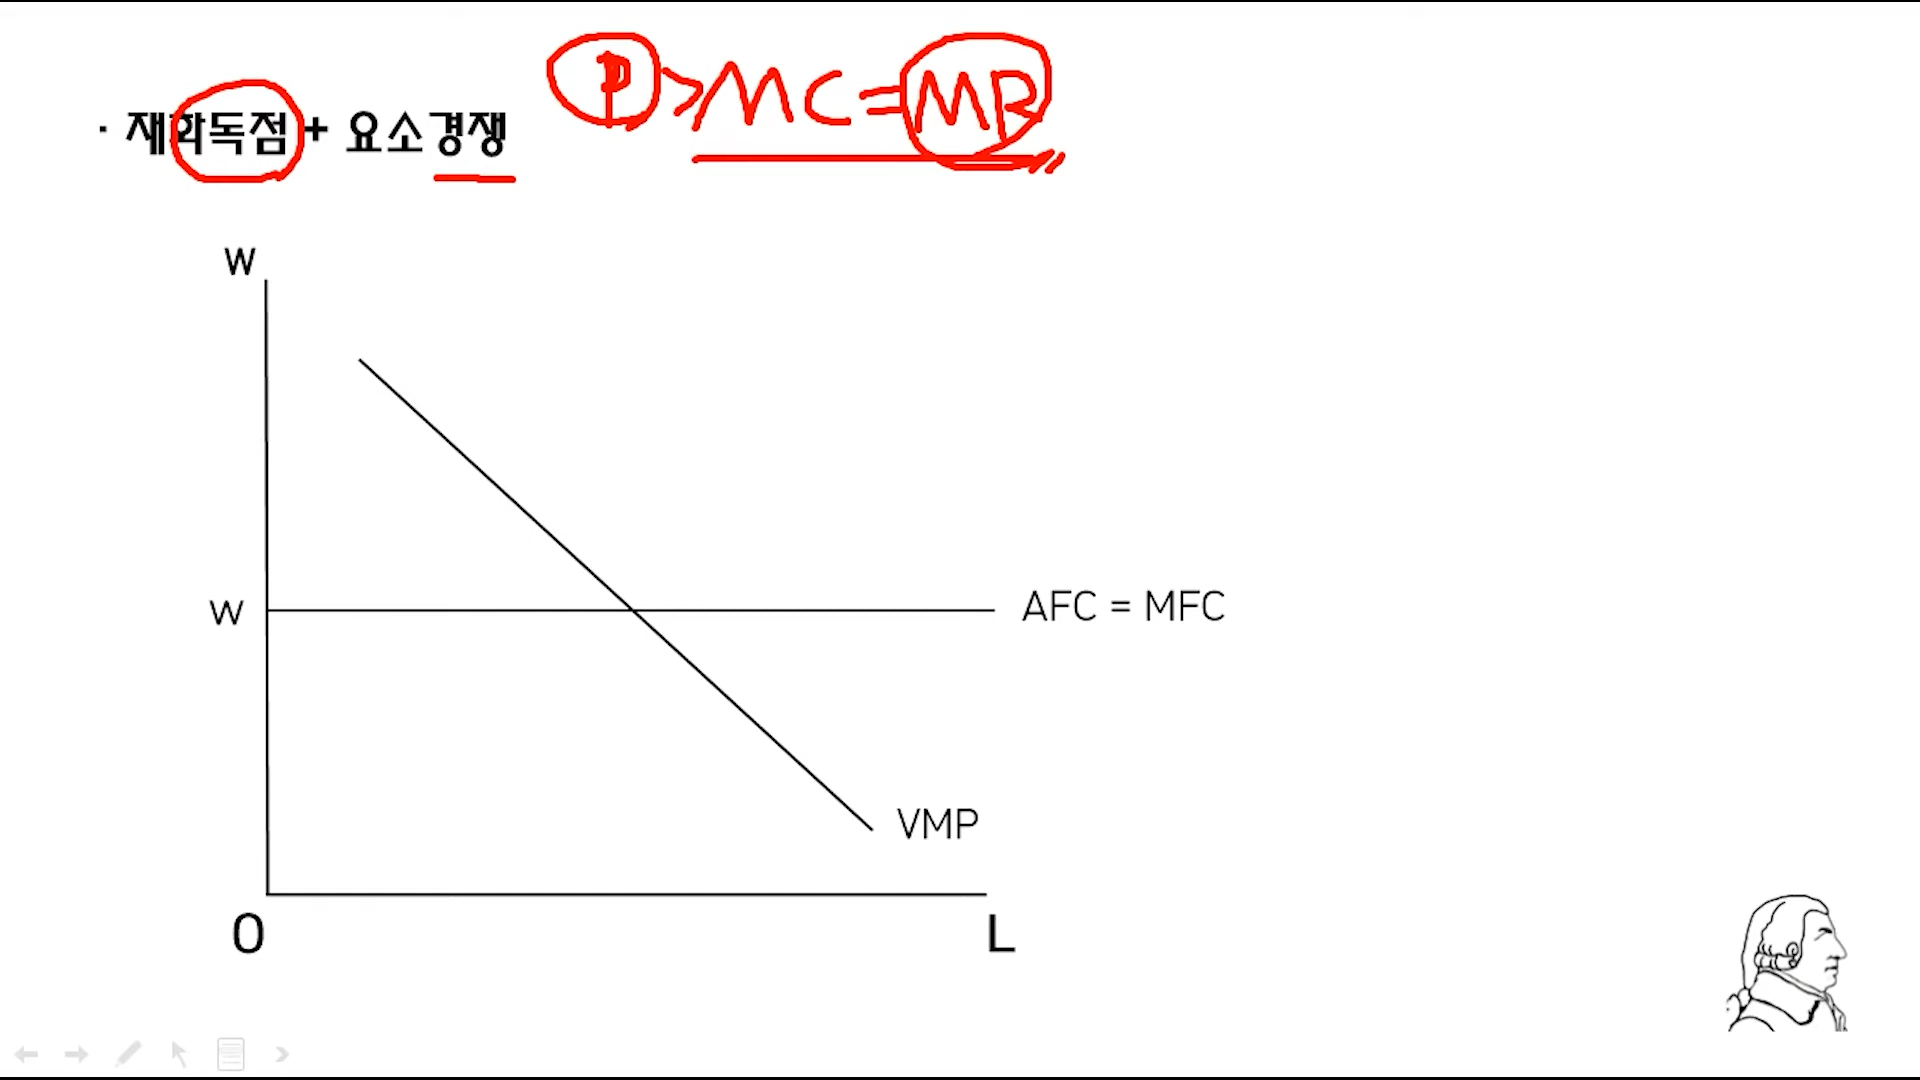 P > MC = MR
· 재화독점 + 요소경쟁
W
W
AFC = MFC
VMP
O
L